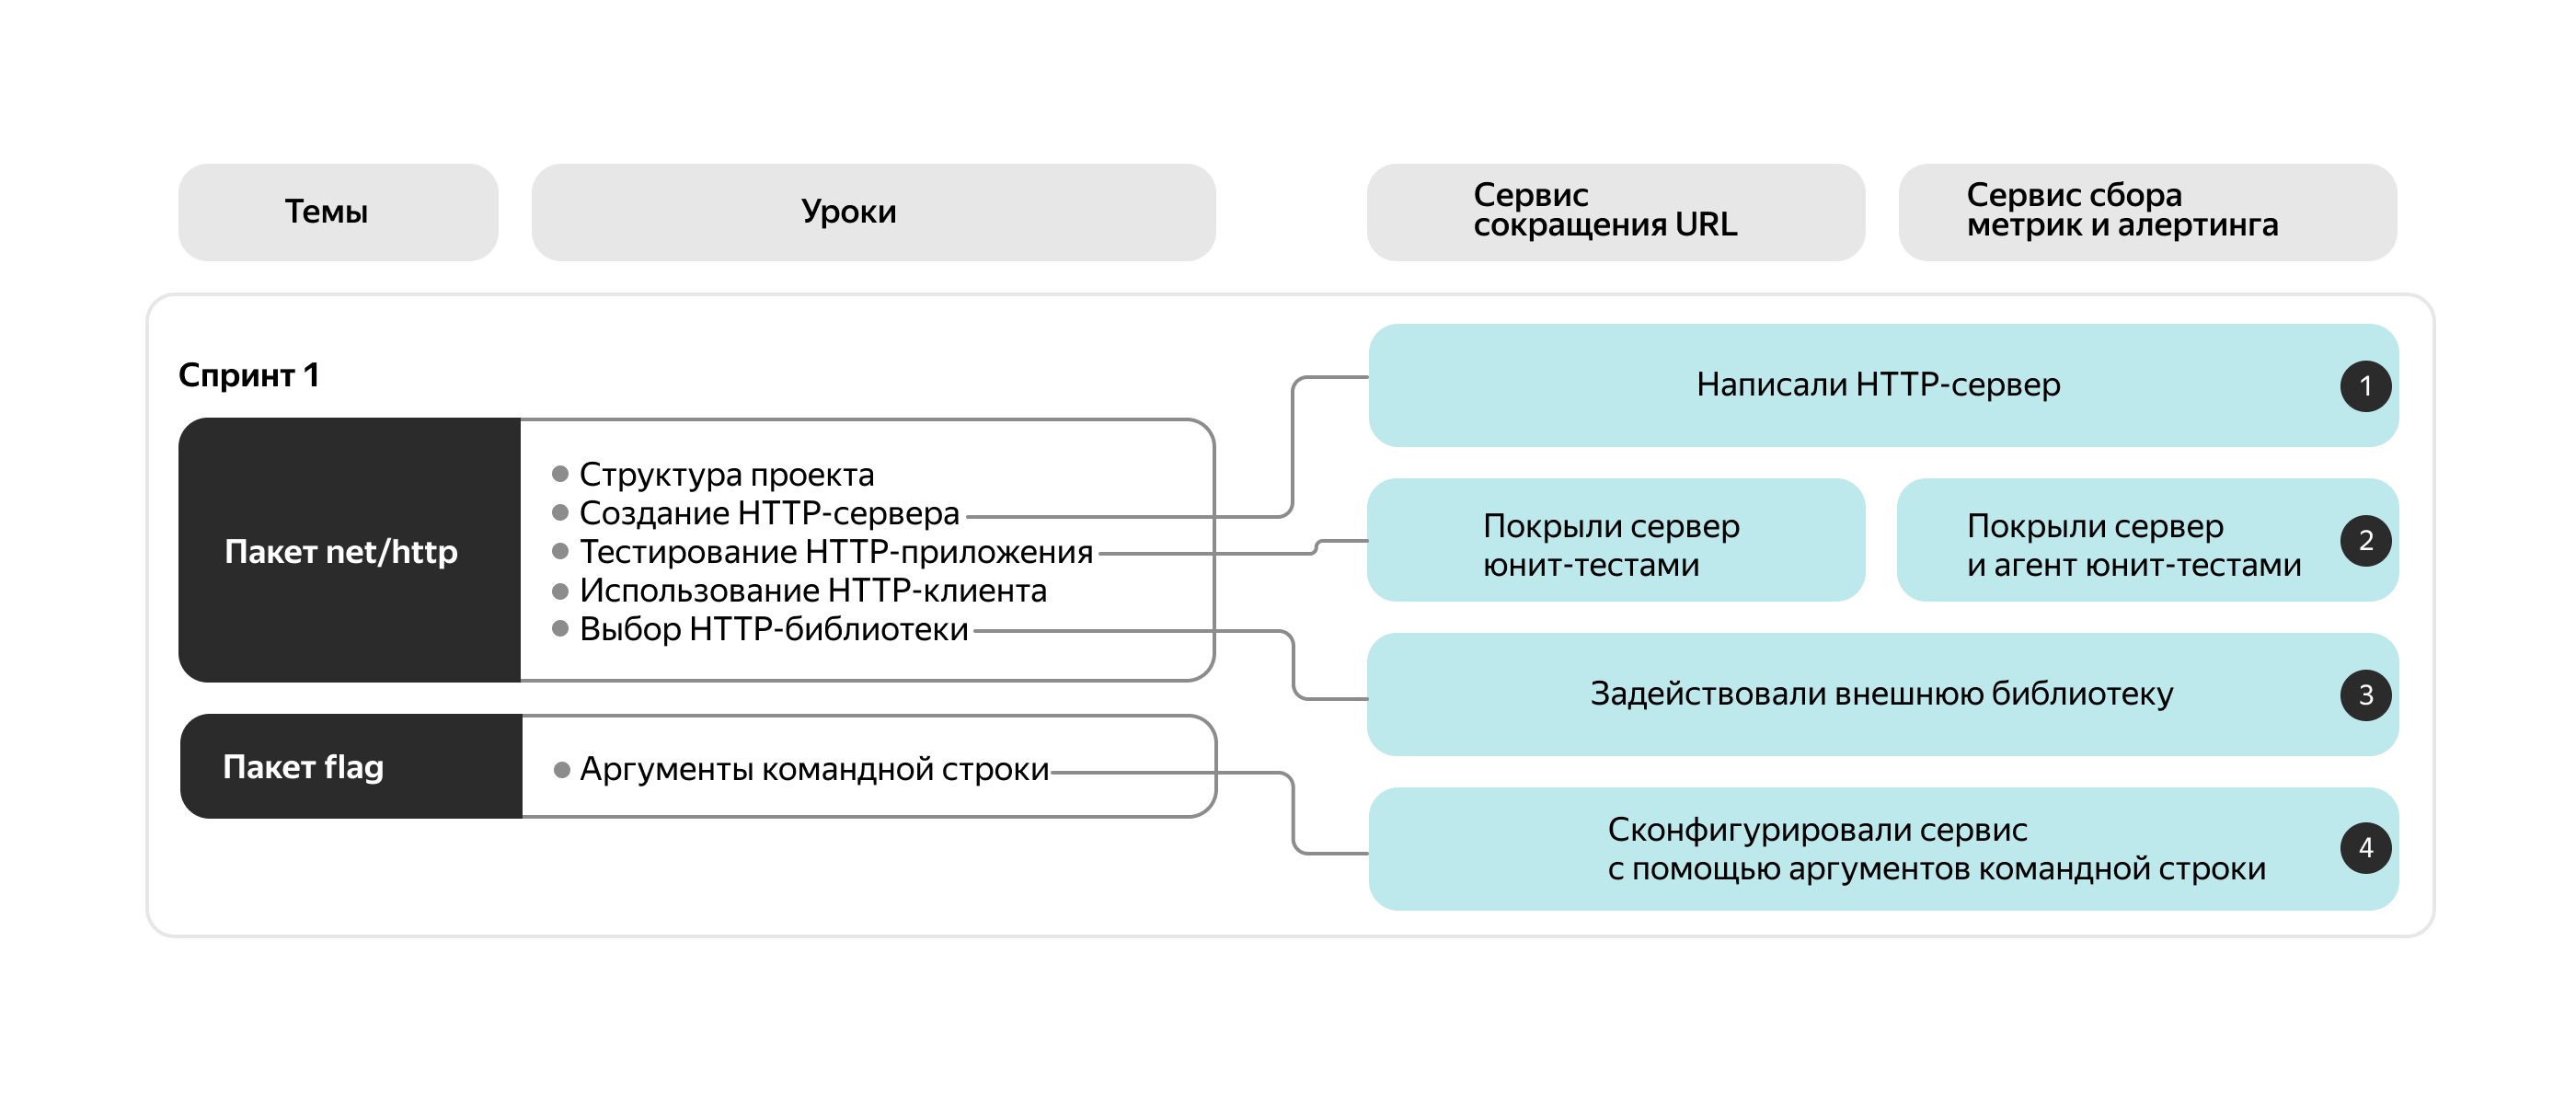 Темы
Уроки
Сервис
сокращения URL
Сервис сбора
метрик и алертинга
Спринт 1
Пакет net/http
Структура проекта
Создание HTTP-сервера
Тестирование HTTP-приложения
Использование HTTP-клиента
Выбор HTTP-библиотеки
Пакет flag
Аргументы командной строки
Написали HTTP-сервер
1
Покрыли сервер
юнит-тестами
Покрыли сервер
и агент юнит-тестами
2
Задействовали внешнюю библиотеку
3
Сконфигурировали сервис
с помощью аргументов командной строки
4